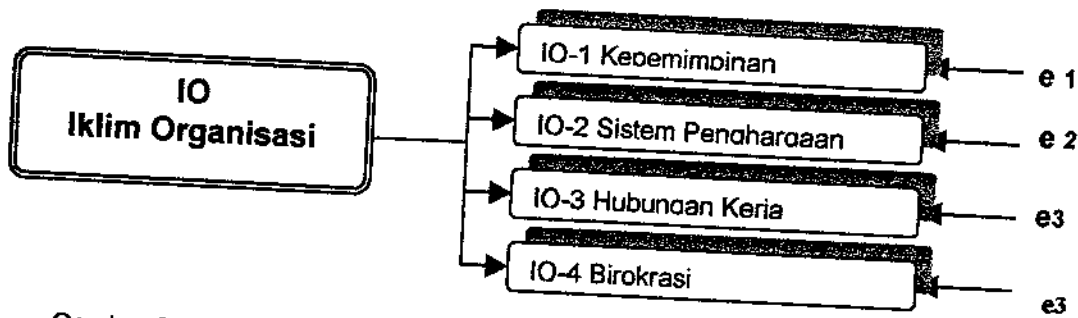 IO
Iklim Organisasi
IO-1 Kepemimpinan
e 1
IO-2 Sistem Penghargaan
e 2
IO-3 Hubungan Kerja
e3
IO-4 Birokrasi
e3